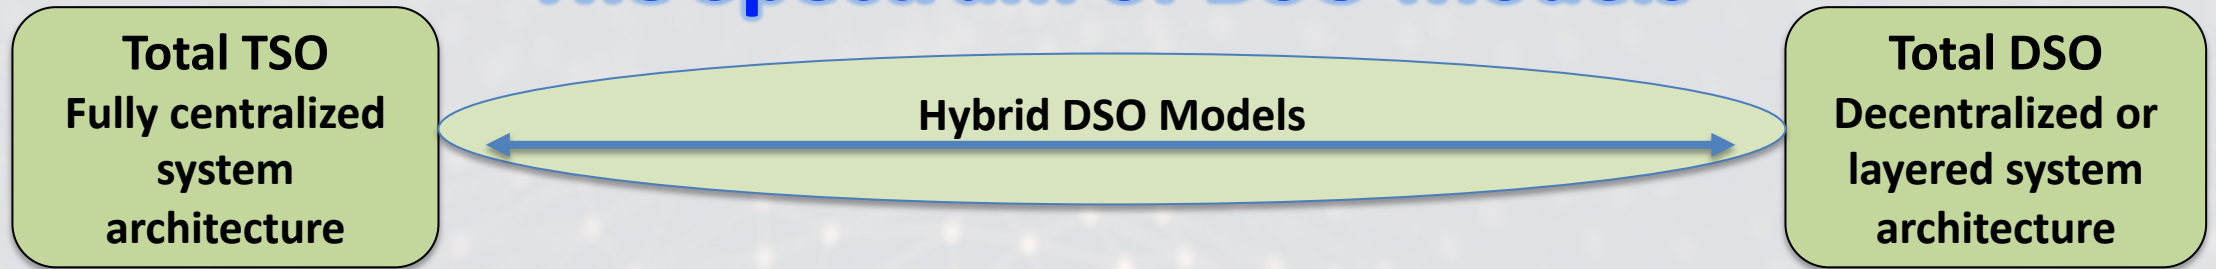 Total TSO
Fully centralized
system
architecture
Hybrid DSO Models
Total DSO
Decentralized or
layered system
architecture